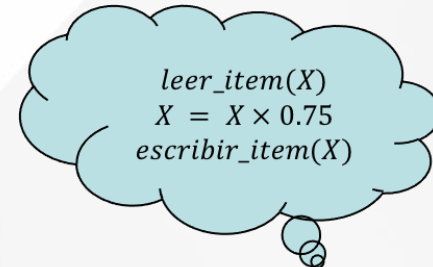 leer_item(X)
X = X × 0.75
escribir_item(X)